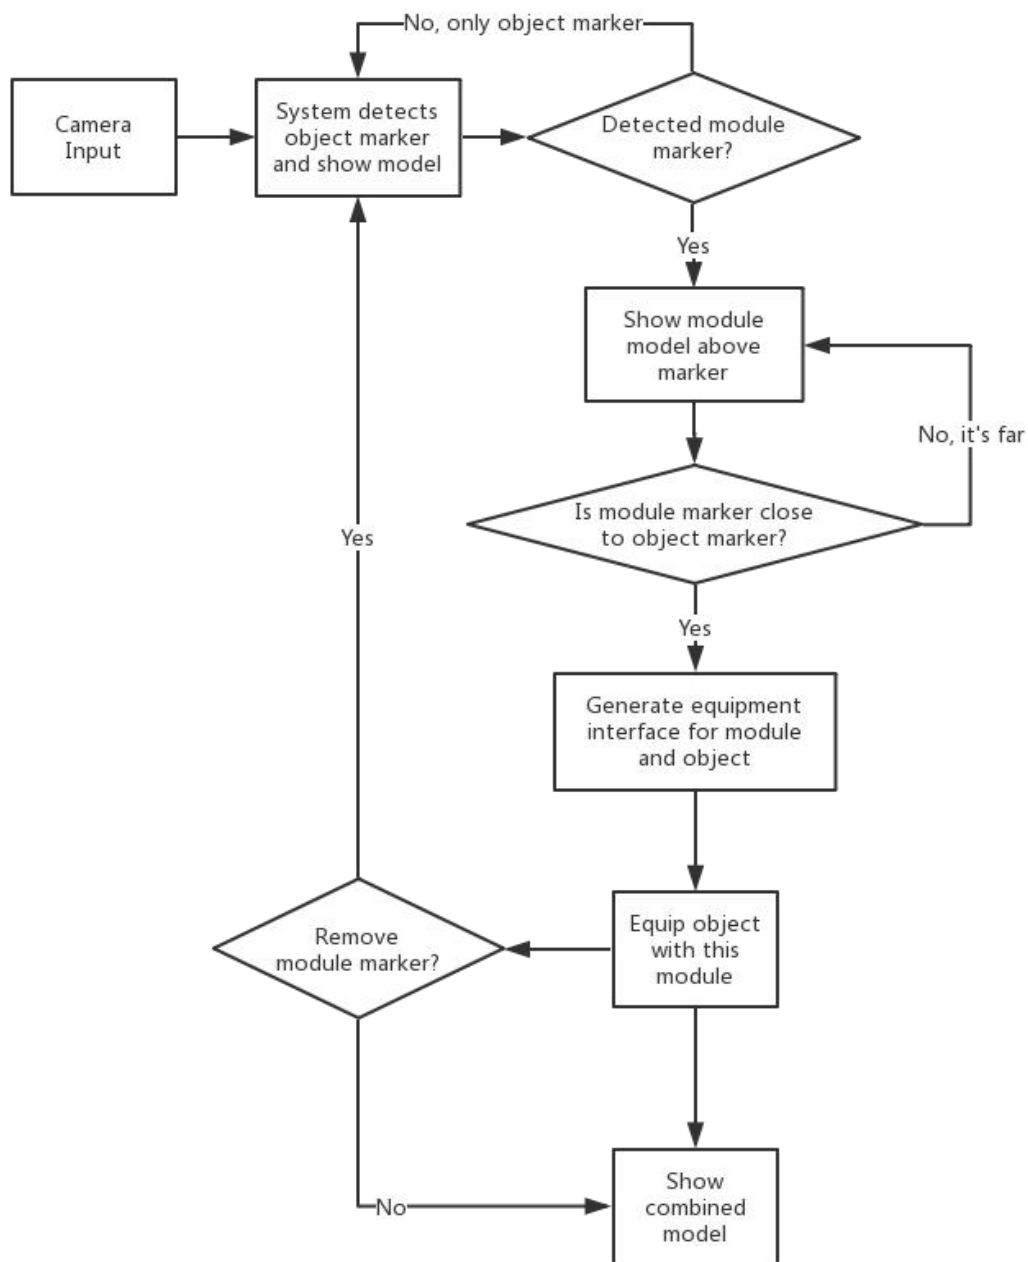 No, only object marker
Camera
Input
System detects
object marker
and show model
Detected module
marker?
Yes
Show module
model above
marker
No, it's far
Is module marker close
to object marker?
Yes
Yes
Generate equipment
interface for module
and object
Remove
module marker?
Equip object
with this
module
No
Show
combined
model